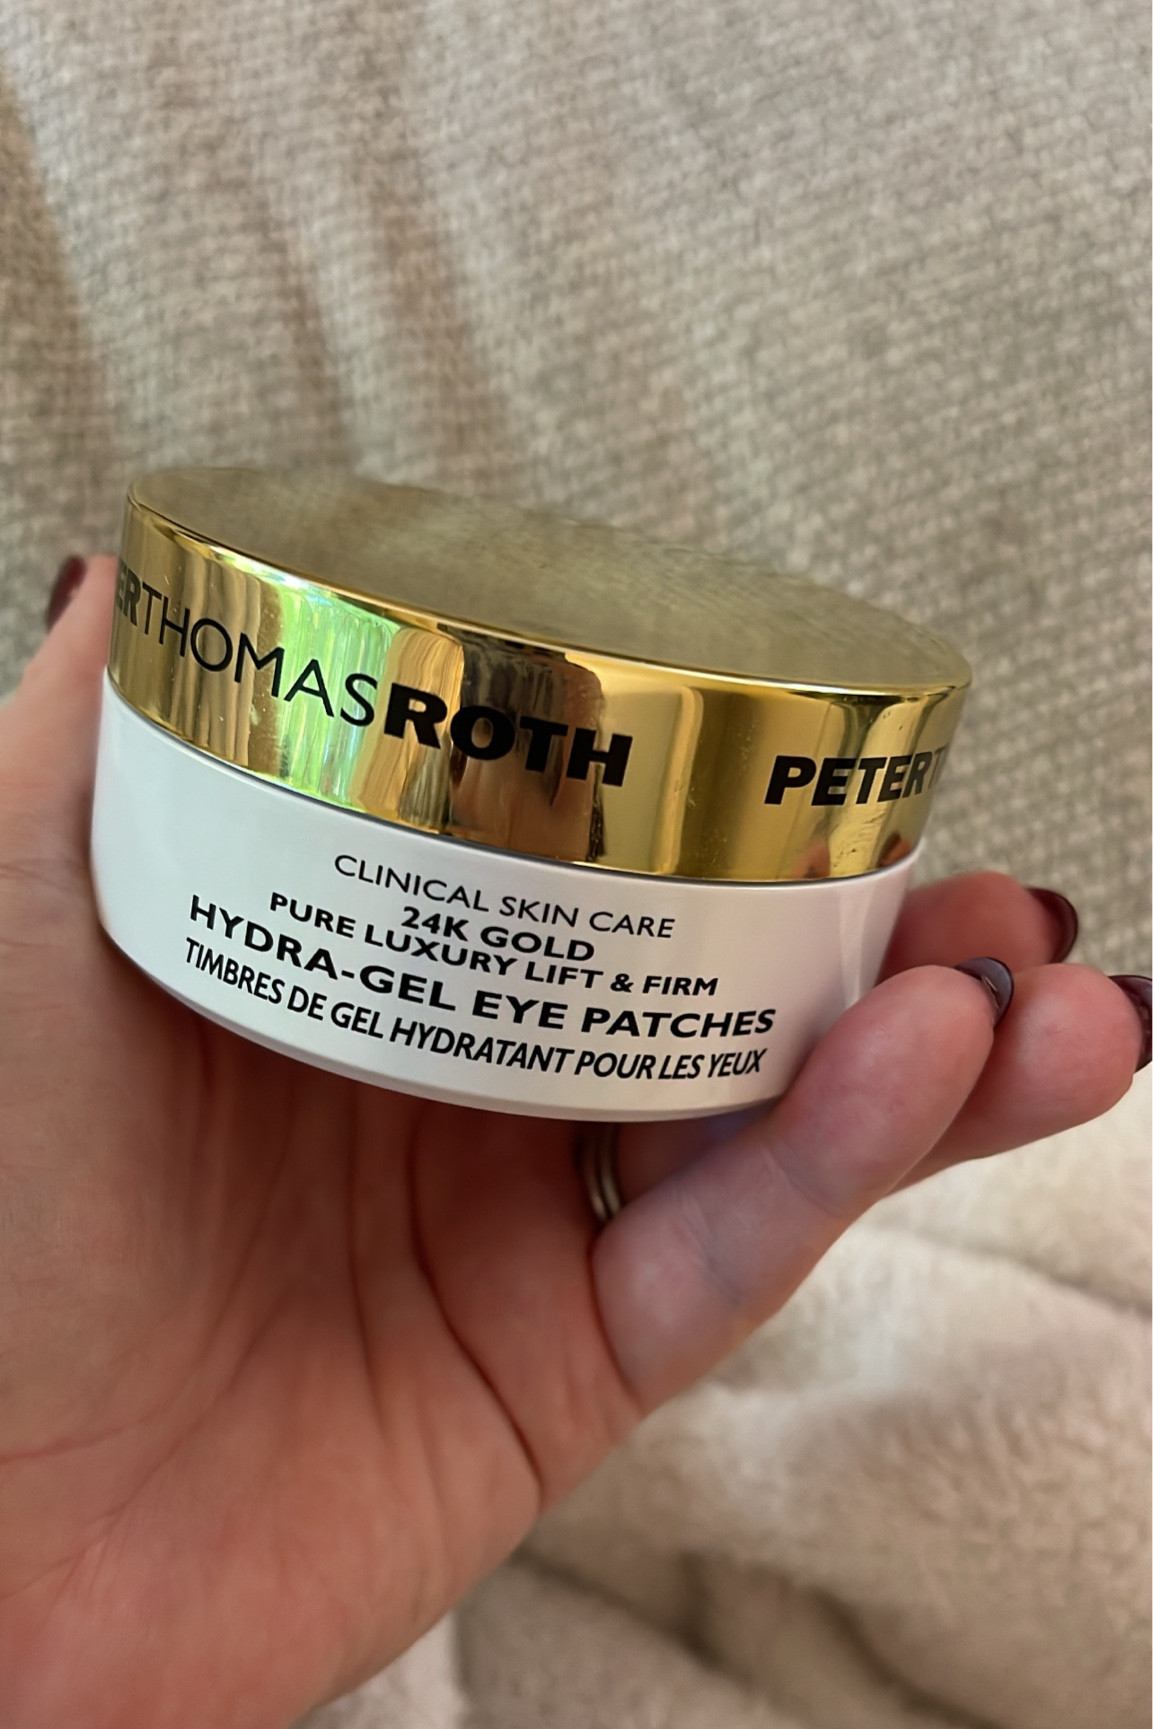 ERTHOMASROTH
PETERT
CLINICAL SKIN CARE
24K GOLD
PURE LUXURY LIFT & FIRM
HYDRA-GEL EYE PATCHES
TIMBRES DE GEL HYDRATANT POUR LES YEUX